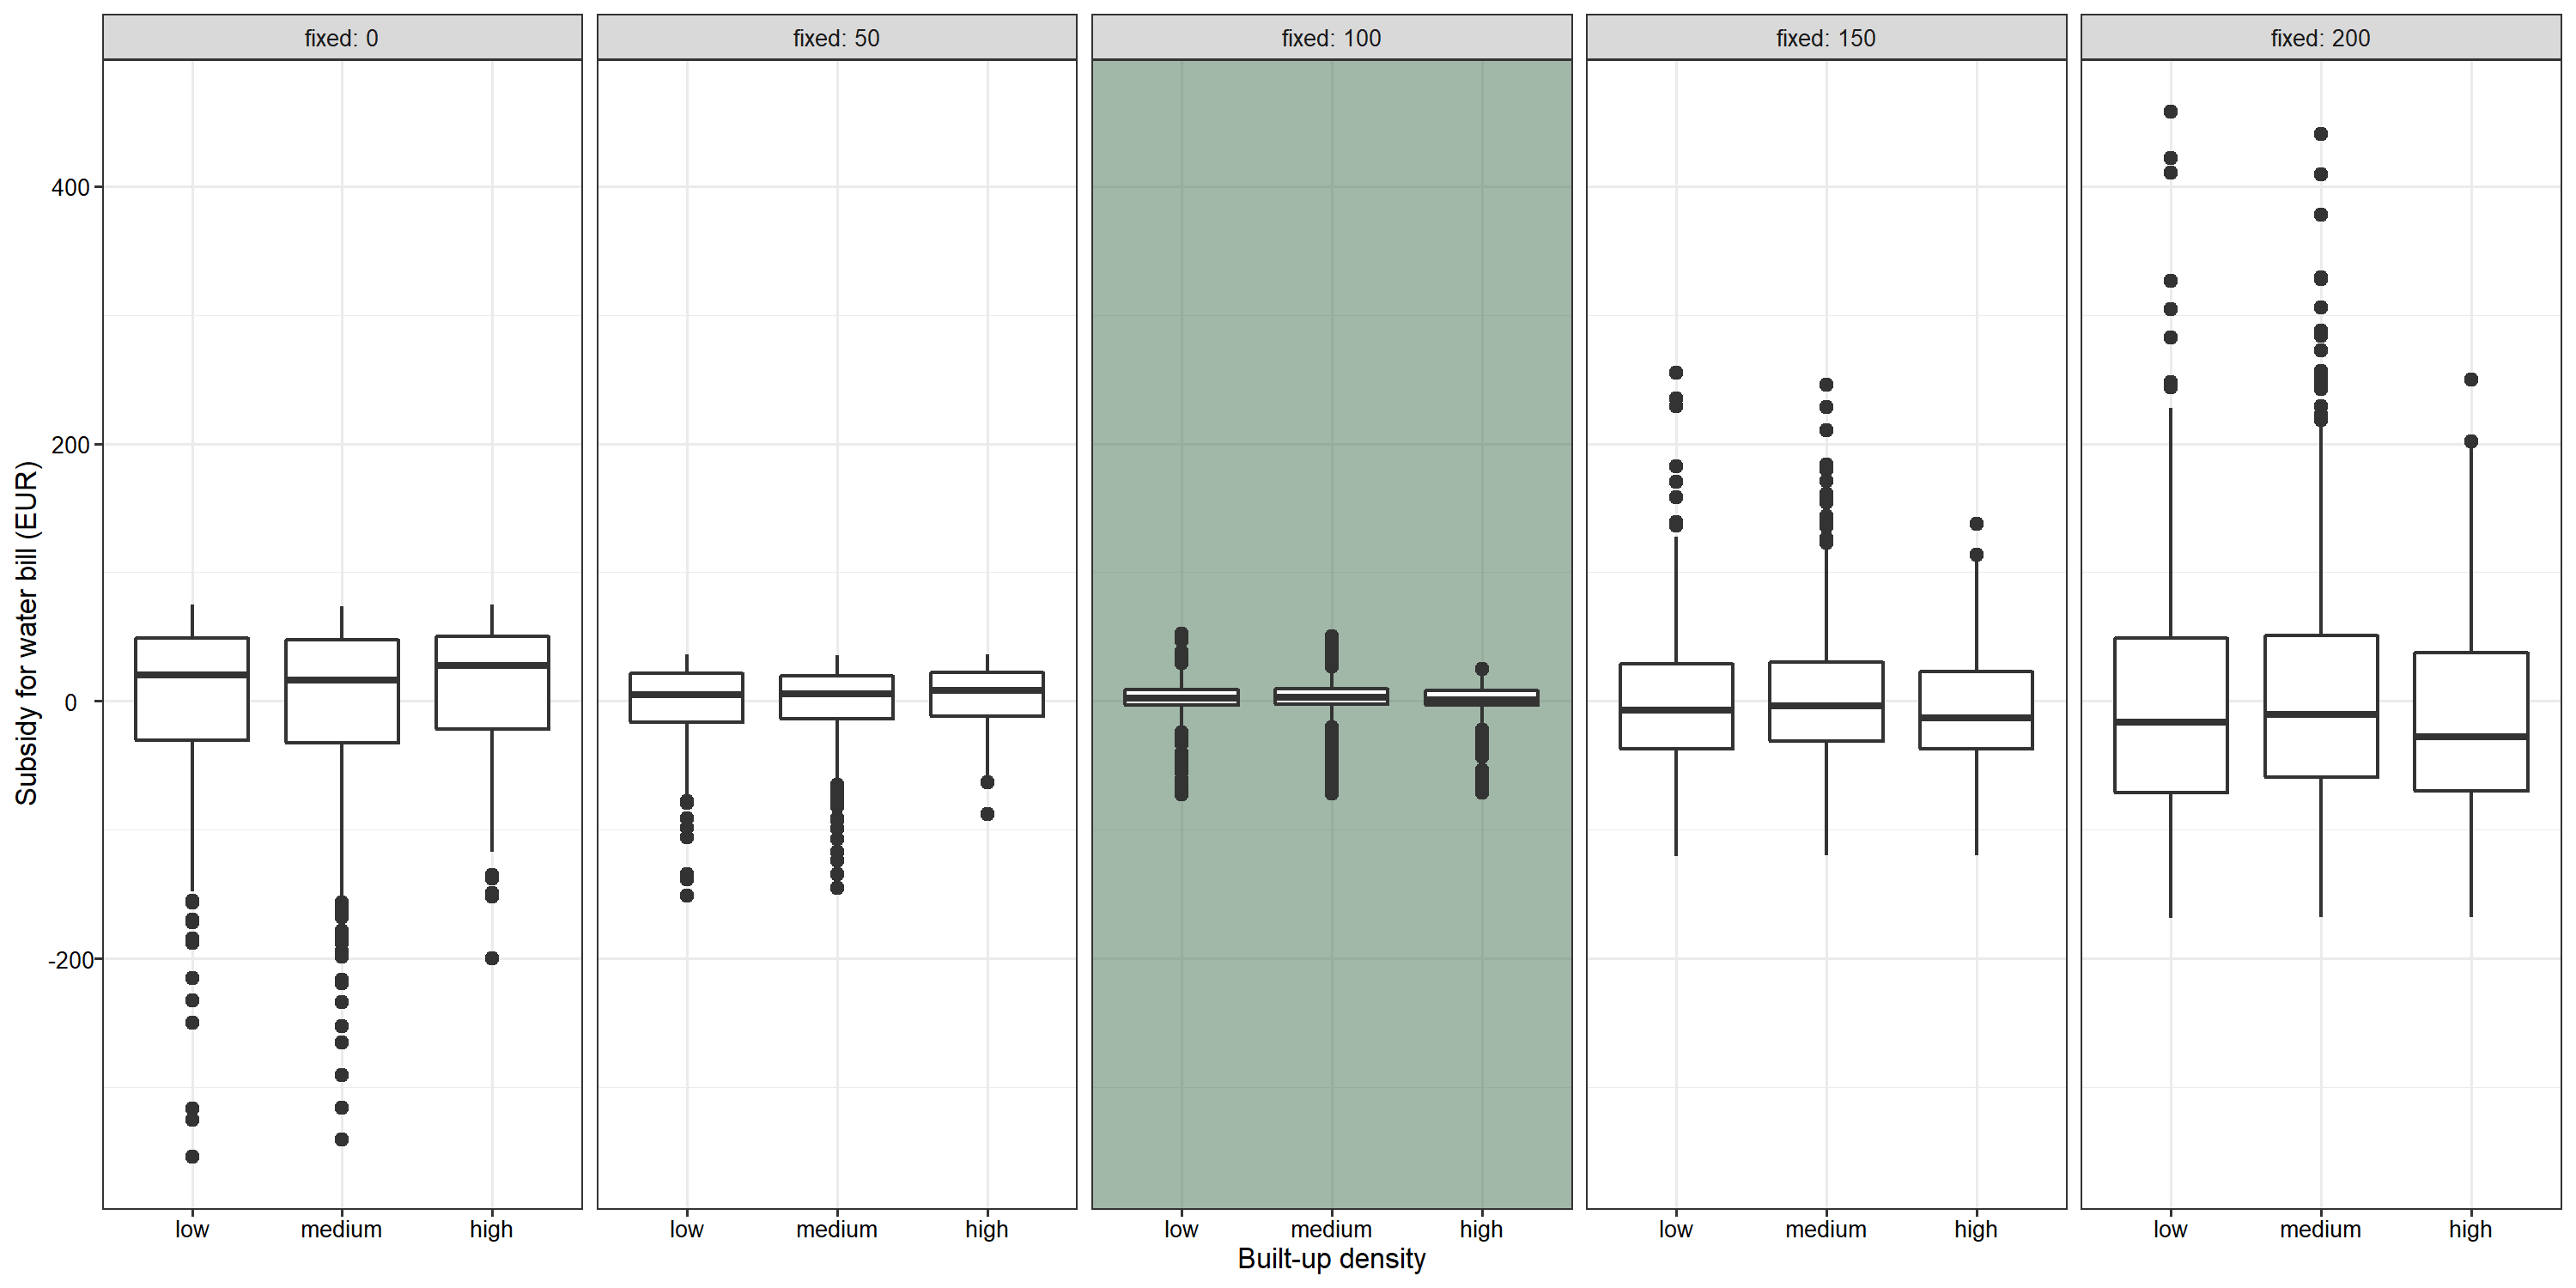 fixed: 0 fixed: 50 fixed: 100 fixed: 150 fixed: 200
Subsidy for water bill (EUR)
400
200
0
-200
low medium high low medium high low medium high low medium high low medium high
Built-up density